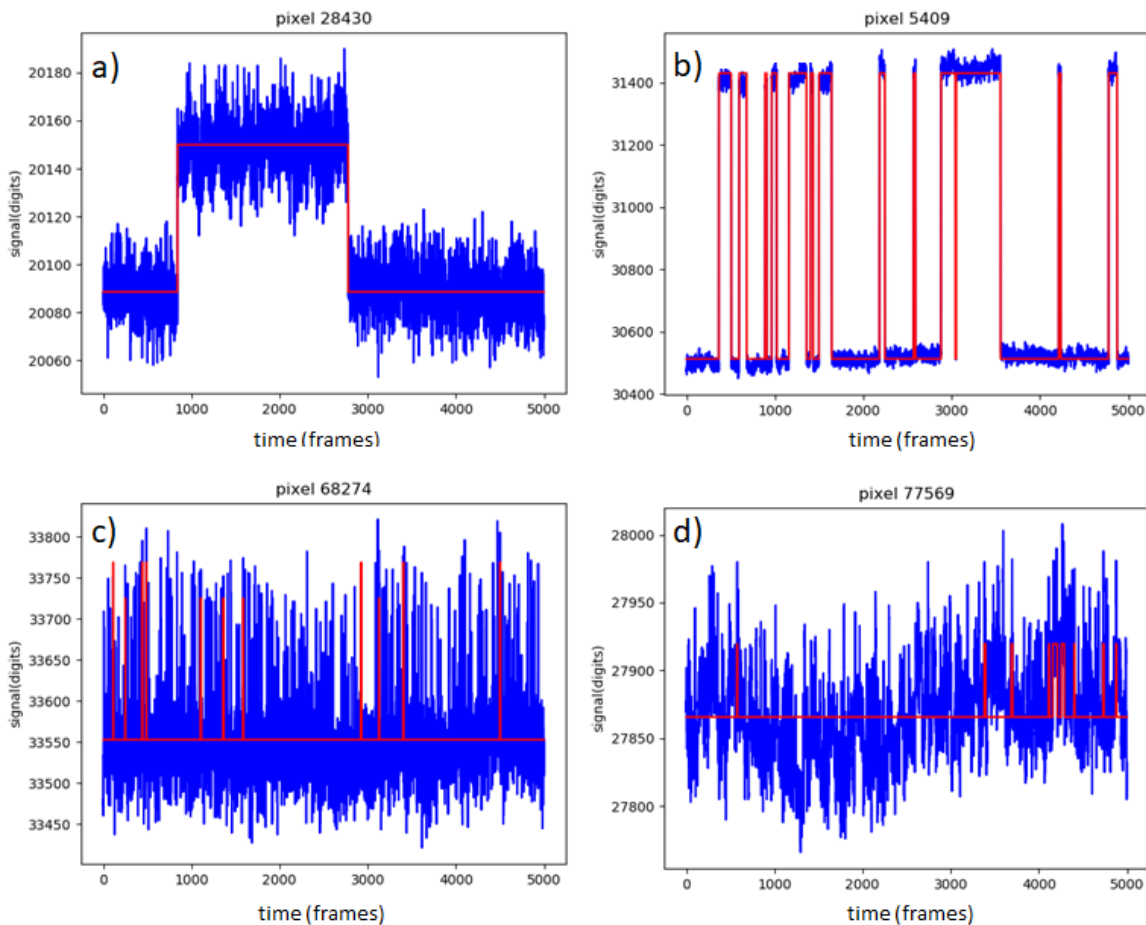 pixel 28430
a)
signal(digits)
20180
20160
20140
20120
20100
20080
20060
0 1000 2000 3000 4000 5000
time (frames)
pixel 5409
b)
signal(digits)
31400
31200
31000
30800
30600
30400
0 1000 2000 3000 4000 5000
time (frames)
pixel 68274
c)
signal(digits)
33800
33750
33700
33650
33600
33550
33500
33450
0 1000 2000 3000 4000 5000
time (frames)
pixel 77569
d)
signal(digits)
28000
27950
27900
27850
27800
0 1000 2000 3000 4000 5000
time (frames)